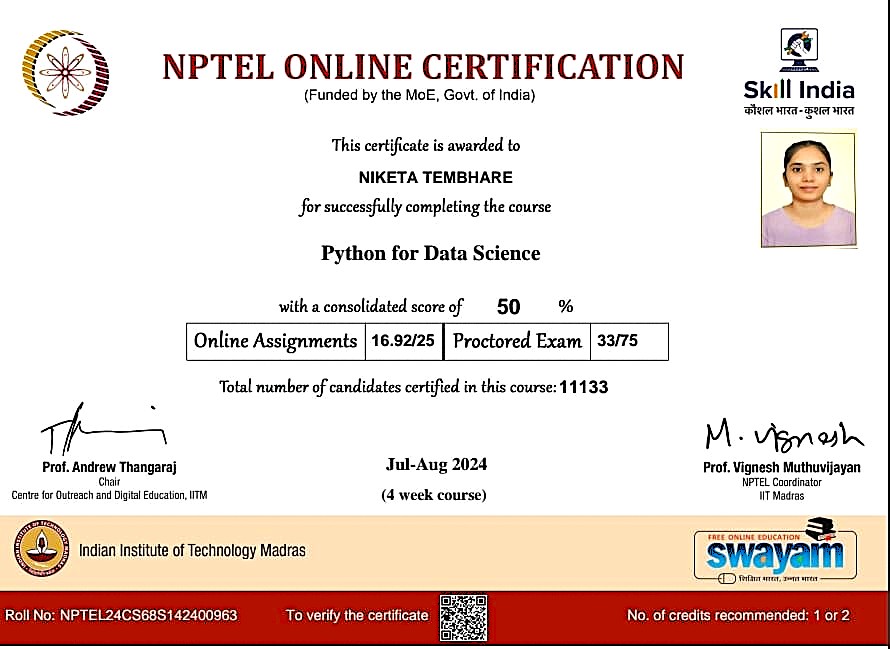 NPTEL ONLINE CERTIFICATION
(Funded by the MoE, Govt. of India)
Skill India
कौशल भारत - कुशल भारत
This certificate is awarded to
NIKETA TEMBHARE
for successfully completing the course
Python for Data Science
with a consolidated score of 50 %
Online Assignments 16.92/25 Proctored Exam 33/75
Total number of candidates certified in this course: 11133
M. Vignesh
Prof. Andrew Thangaraj
Chair
Centre for Outreach and Digital Education, IITM
Jul-Aug 2024
(4 week course)
Prof. Vignesh Muthuvijayan
NPTEL Coordinator
IIT Madras
Indian Institute of Technology Madras
FREE ONLINE EDUCATION
swayam
शिक्षित भारत, उन्नत भारत
Roll No: NPTEL24CS68S142400963
To verify the certificate
No. of credits recommended: 1 or 2